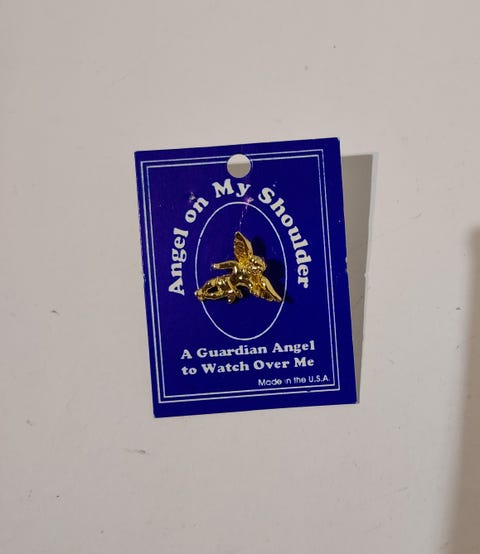 Angel on My Shoulder
A Guardian Angel
to Watch Over Me
Made in the U.S.A.